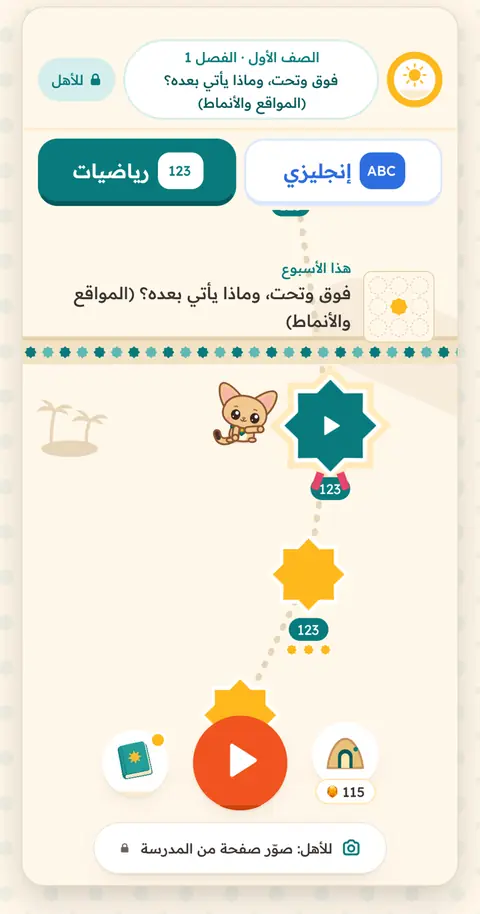 الصف الأول · الفصل 1
فوق وتحت، وماذا يأتي بعده؟
(المواقع والأنماط)
للأهل
ABC إنجليزي
123 رياضيات
هذا الأسبوع
فوق وتحت، وماذا يأتي بعده؟ (المواقع
والأنماط)
123
123
115
للأهل: صوّر صفحة من المدرسة